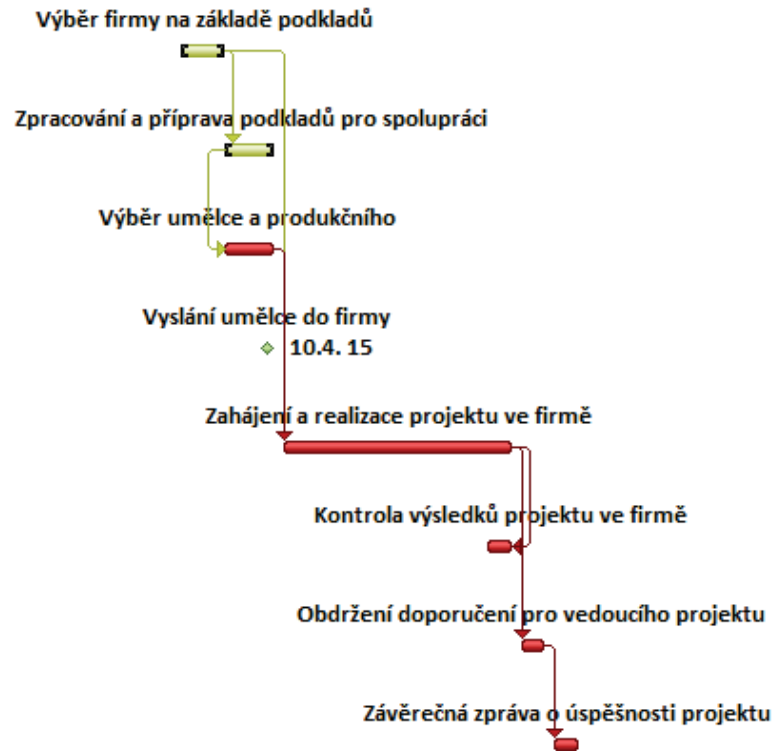 Výběr firmy na základě podkladů
Zpracování a příprava podkladů pro spolupráci
Výběr umělce a produkčního
Vyslání umělce do firmy
10.4. 15
Zahájení a realizace projektu ve firmě
Kontrola výsledků projektu ve firmě
Obdržení doporučení pro vedoucího projektu
Závěrečná zpráva o úspěšnosti projektu